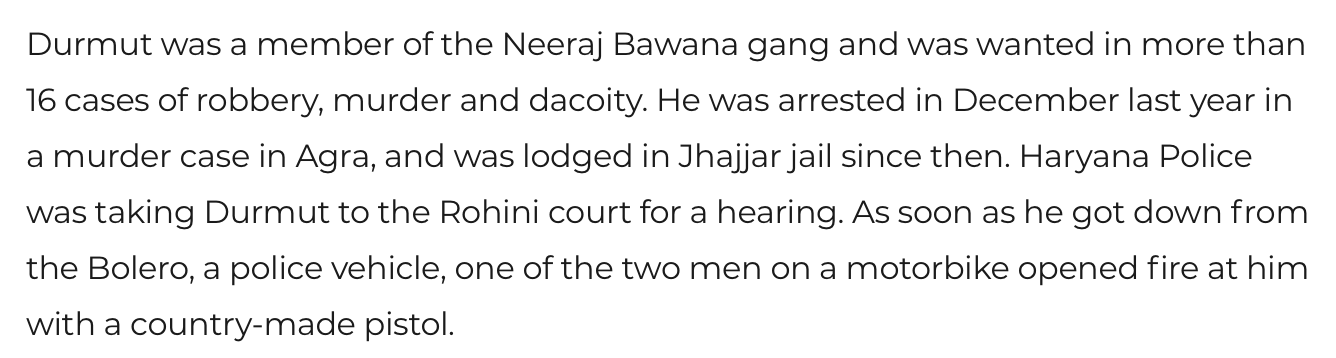 Durmut was a member of the Neeraj Bawana gang and was wanted in more than
16 cases of robbery, murder and dacoity. He was arrested in December last year in
a murder case in Agra, and was lodged in Jhajjar jail since then. Haryana Police
was taking Durmut to the Rohini court for a hearing. As soon as he got down from
the Bolero, a police vehicle, one of the two men on a motorbike opened fire at him
with a country-made pistol.